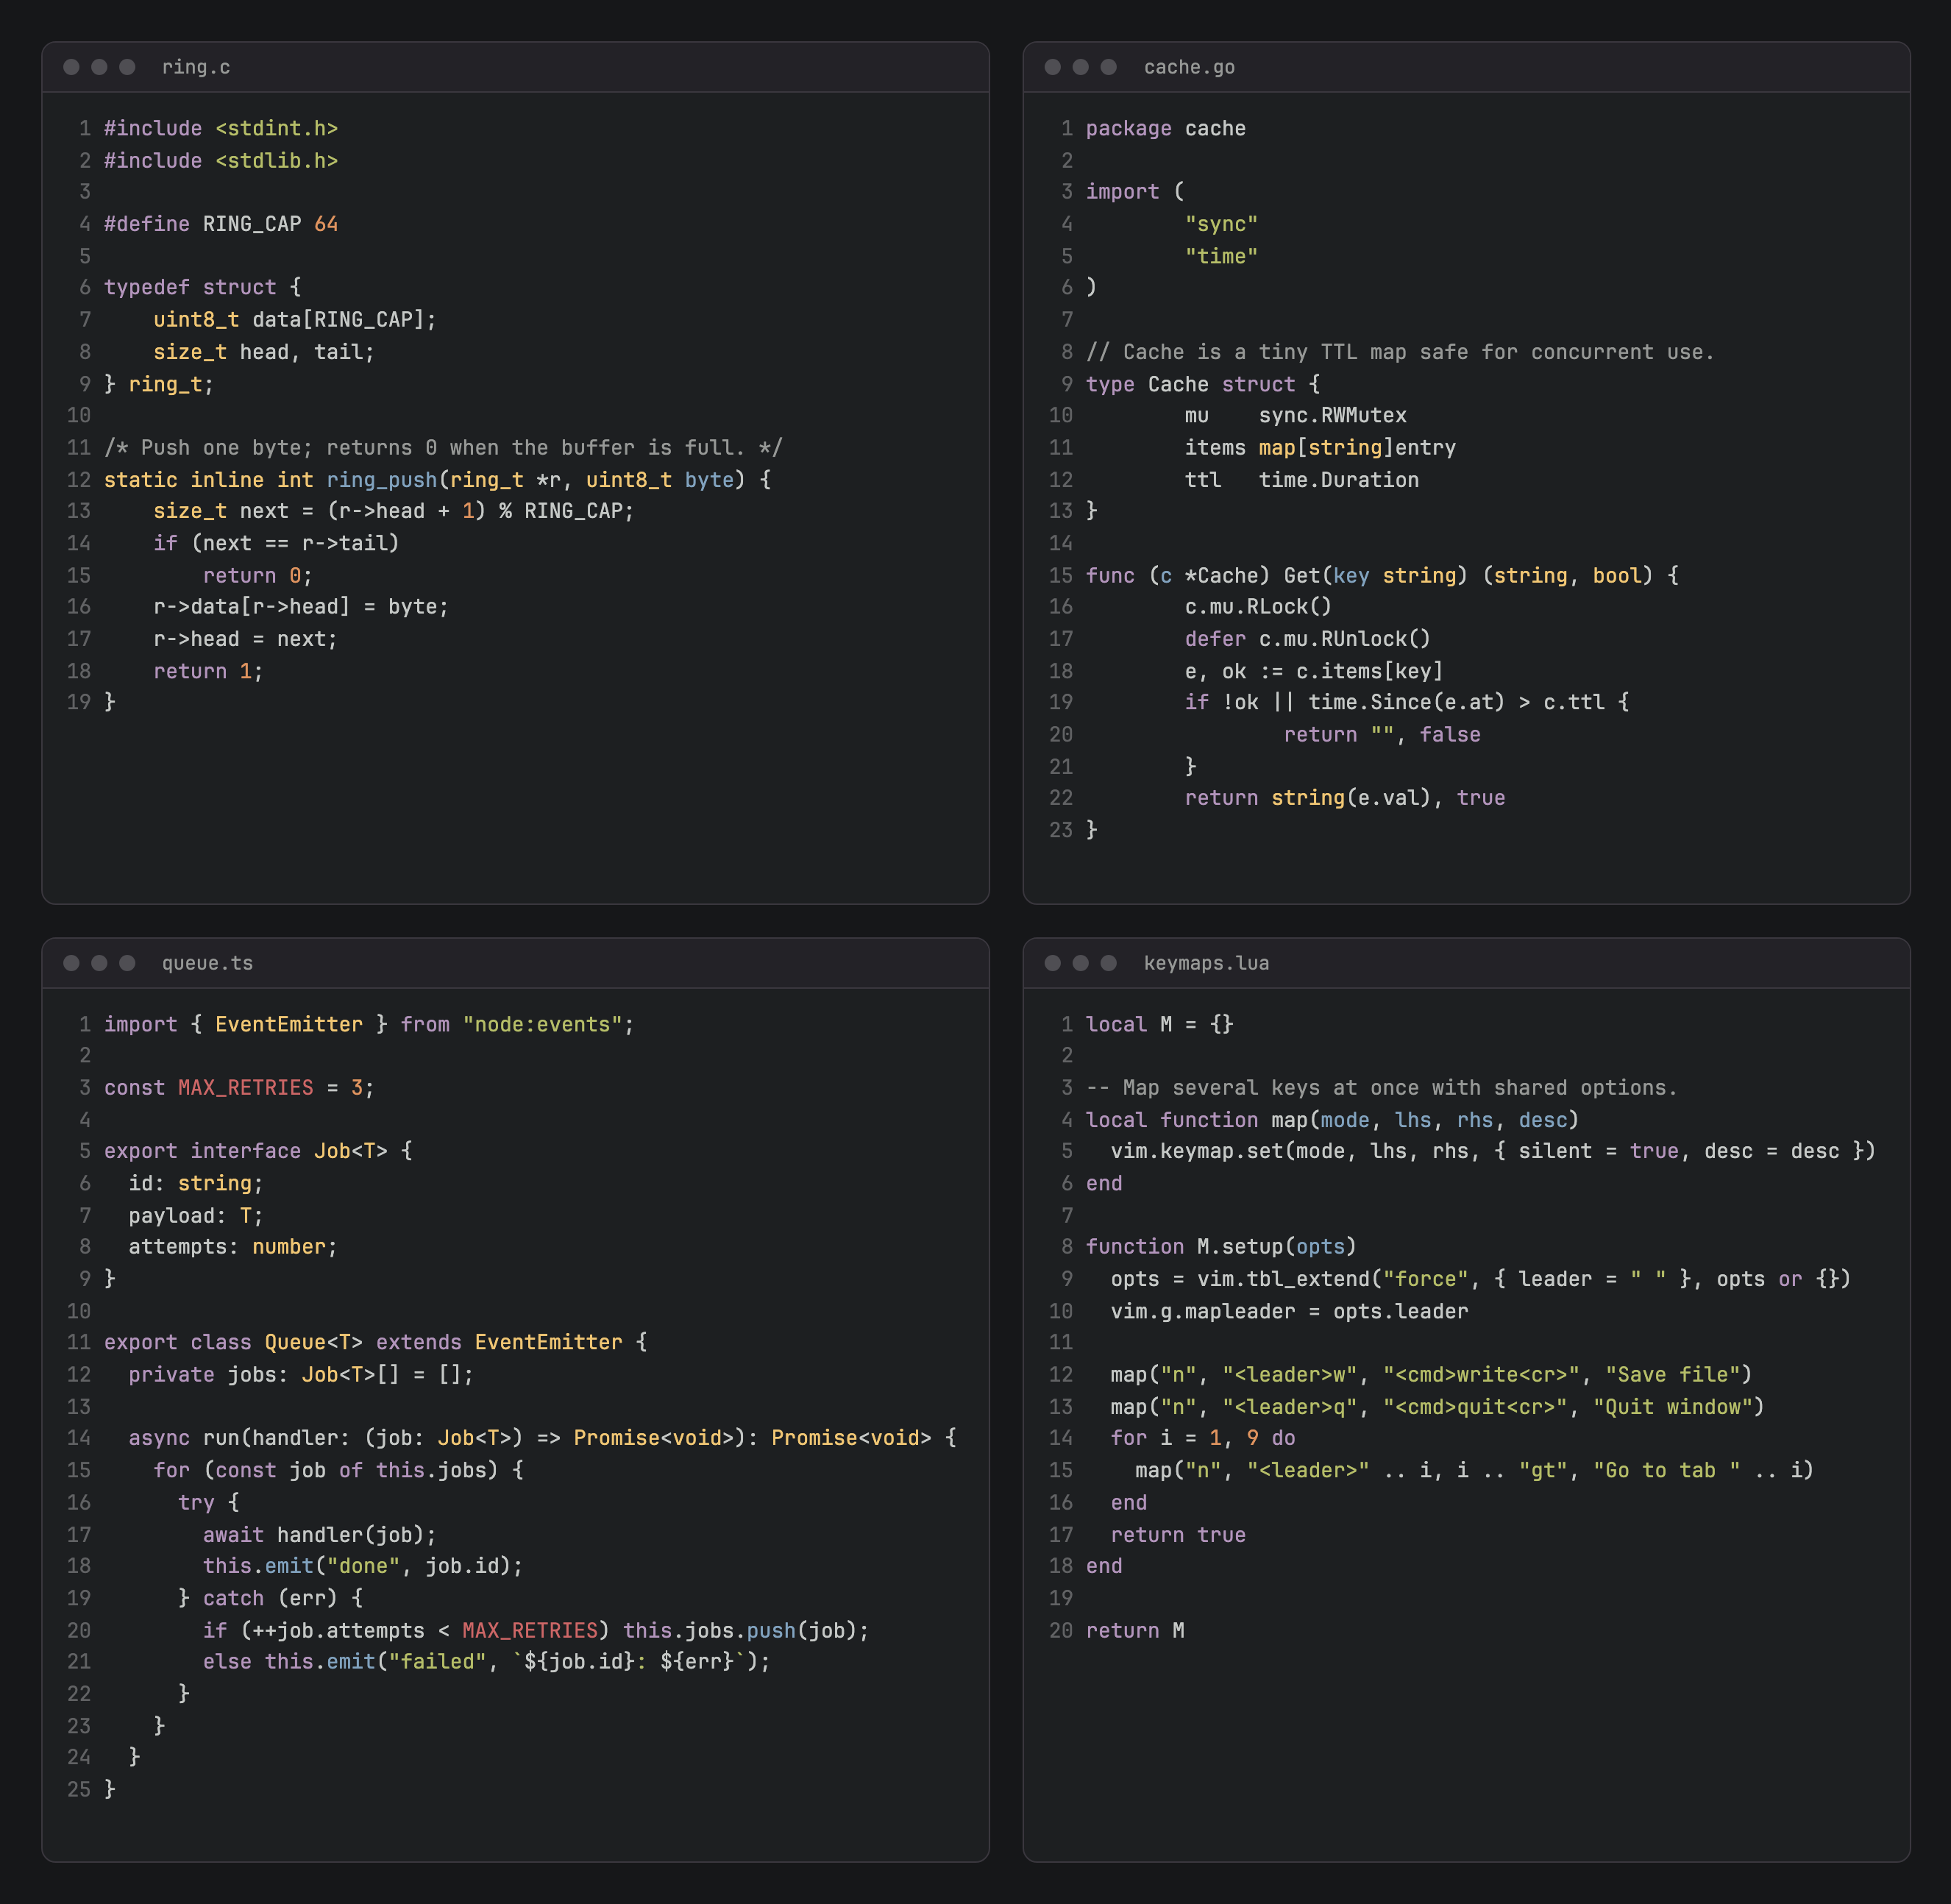 ring.c
1 #include <stdint.h>
2 #include <stdlib.h>
3
4 #define RING_CAP 64
5
6 typedef struct {
7     uint8_t data[RING_CAP];
8     size_t head, tail;
9 } ring_t;
10
11 /* Push one byte; returns 0 when the buffer is full. */
12 static inline int ring_push(ring_t *r, uint8_t byte) {
13     size_t next = (r->head + 1) % RING_CAP;
14     if (next == r->tail)
15         return 0;
16     r->data[r->head] = byte;
17     r->head = next;
18     return 1;
19 }
cache.go
1 package cache
2
3 import (
4         "sync"
5         "time"
6 )
7
8 // Cache is a tiny TTL map safe for concurrent use.
9 type Cache struct {
10         mu    sync.RWMutex
11         items map[string]entry
12         ttl   time.Duration
13 }
14
15 func (c *Cache) Get(key string) (string, bool) {
16         c.mu.RLock()
17         defer c.mu.RUnlock()
18         e, ok := c.items[key]
19         if !ok || time.Since(e.at) > c.ttl {
20                 return "", false
21         }
22         return string(e.val), true
23 }
queue.ts
1 import { EventEmitter } from "node:events";
2
3 const MAX_RETRIES = 3;
4
5 export interface Job<T> {
6   id: string;
7   payload: T;
8   attempts: number;
9 }
10
11 export class Queue<T> extends EventEmitter {
12   private jobs: Job<T>[] = [];
13
14   async run(handler: (job: Job<T>) => Promise<void>): Promise<void> {
15     for (const job of this.jobs) {
16       try {
17         await handler(job);
18         this.emit("done", job.id);
19       } catch (err) {
20         if (++job.attempts < MAX_RETRIES) this.jobs.push(job);
21         else this.emit("failed", `${job.id}: ${err}`);
22       }
23     }
24   }
25 }
keymaps.lua
1 local M = {}
2
3 -- Map several keys at once with shared options.
4 local function map(mode, lhs, rhs, desc)
5   vim.keymap.set(mode, lhs, rhs, { silent = true, desc = desc })
6 end
7
8 function M.setup(opts)
9   opts = vim.tbl_extend("force", { leader = " " }, opts or {})
10   vim.g.mapleader = opts.leader
11
12   map("n", "<leader>w", "<cmd>write<cr>", "Save file")
13   map("n", "<leader>q", "<cmd>quit<cr>", "Quit window")
14   for i = 1, 9 do
15     map("n", "<leader>" .. i, i .. "gt", "Go to tab " .. i)
16   end
17   return true
18 end
19
20 return M